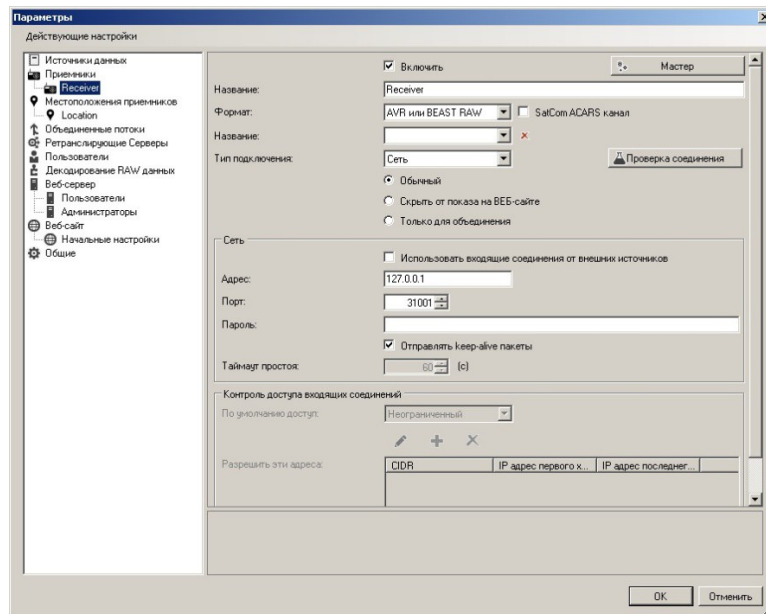 Параметры
Действующие настройки
Источники данных
Приемники
Receiver
Местоположения приемников
Location
Объединенные потоки
Ретранслирующие Серверы
Пользователи
Декодирование RAW данных
Веб-сервер
Пользователи
Администраторы
Веб-сайт
Начальные настройки
Общие
Включить
Мастер
Название: Receiver
Формат: AVR или BEAST RAW SatCom ACARS канал
Название:
Тип подключения: Сеть Проверка соединения
Обычный
Скрыть от показа на ВЕБ-сайте
Только для объединения
Сеть
Использовать входящие соединения от внешних источников
Адрес: 127.0.0.1
Порт: 31001
Пароль:
Отправлять keep-alive пакеты
Таймаут простоя: 60 (с)
Контроль доступа входящих соединений
По умолчанию доступ: Неограниченный
Разрешить эти адреса: CIDR IP адрес первого х... IP адрес последнег...
OK Отменить